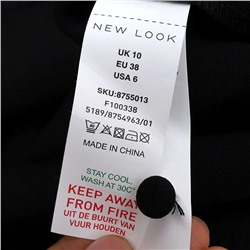 NEW LOOK
UK 10
EU 38
USA 6
SKU:8755013
F100338
5189/8754963/01
MADE IN CHINA
STAY COOL,
WASH AT 30C°
KEEP AWAY
FROM FIRE
UIT DE BUURT VAN
VUUR HOUDEN